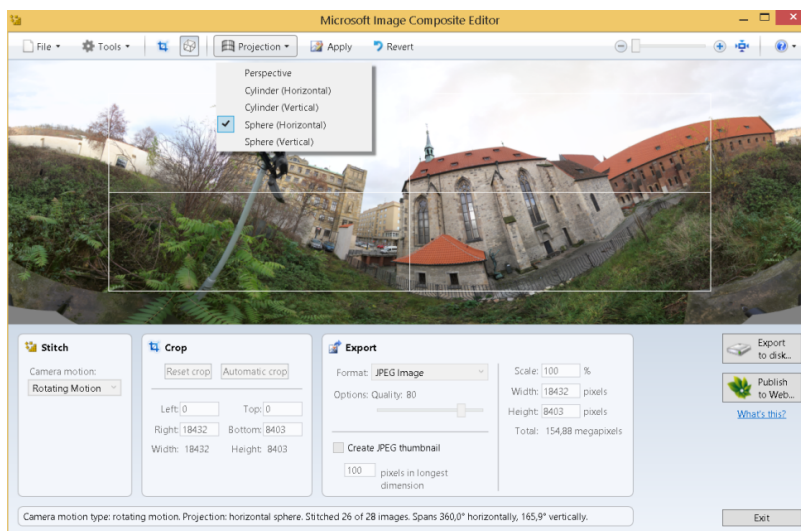 Microsoft Image Composite Editor
File Tools Projection Apply Revert
Perspective
Cylinder (Horizontal)
Cylinder (Vertical)
Sphere (Horizontal)
Sphere (Vertical)
Stitch
Camera motion:
Rotating Motion
Crop
Reset crop Automatic crop
Left: 0 Top: 0
Right: 18432 Bottom: 8403
Width: 18432 Height: 8403
Export
Format: JPEG Image
Options: Quality: 80
Create JPEG thumbnail
100 pixels in longest
dimension
Scale: 100 %
Width: 18432 pixels
Height: 8403 pixels
Total: 154,88 megapixels
Export
to disk...
Publish
to Web...
What's this?
Camera motion type: rotating motion. Projection: horizontal sphere. Stitched 26 of 28 images. Spans 360,0° horizontally, 165,9° vertically.
Exit